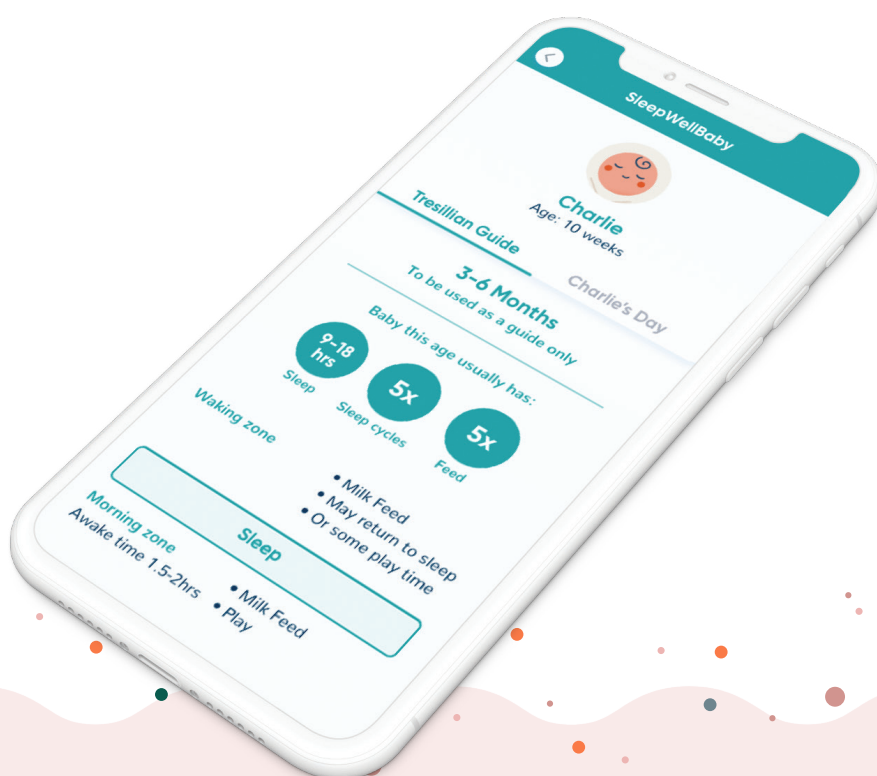 SleepWellBaby
Charlie
Age: 10 weeks
Tresillian Guide
Charlie's Day
3-6 Months
To be used as a guide only
Baby this age usually has:
9-18
hrs
Sleep
5x
Sleep cycles
5x
Feed
Waking zone
• Milk Feed
• May return to sleep
• Or some play time
Sleep
Morning zone
Awake time 1.5-2hrs
• Milk Feed
• Play